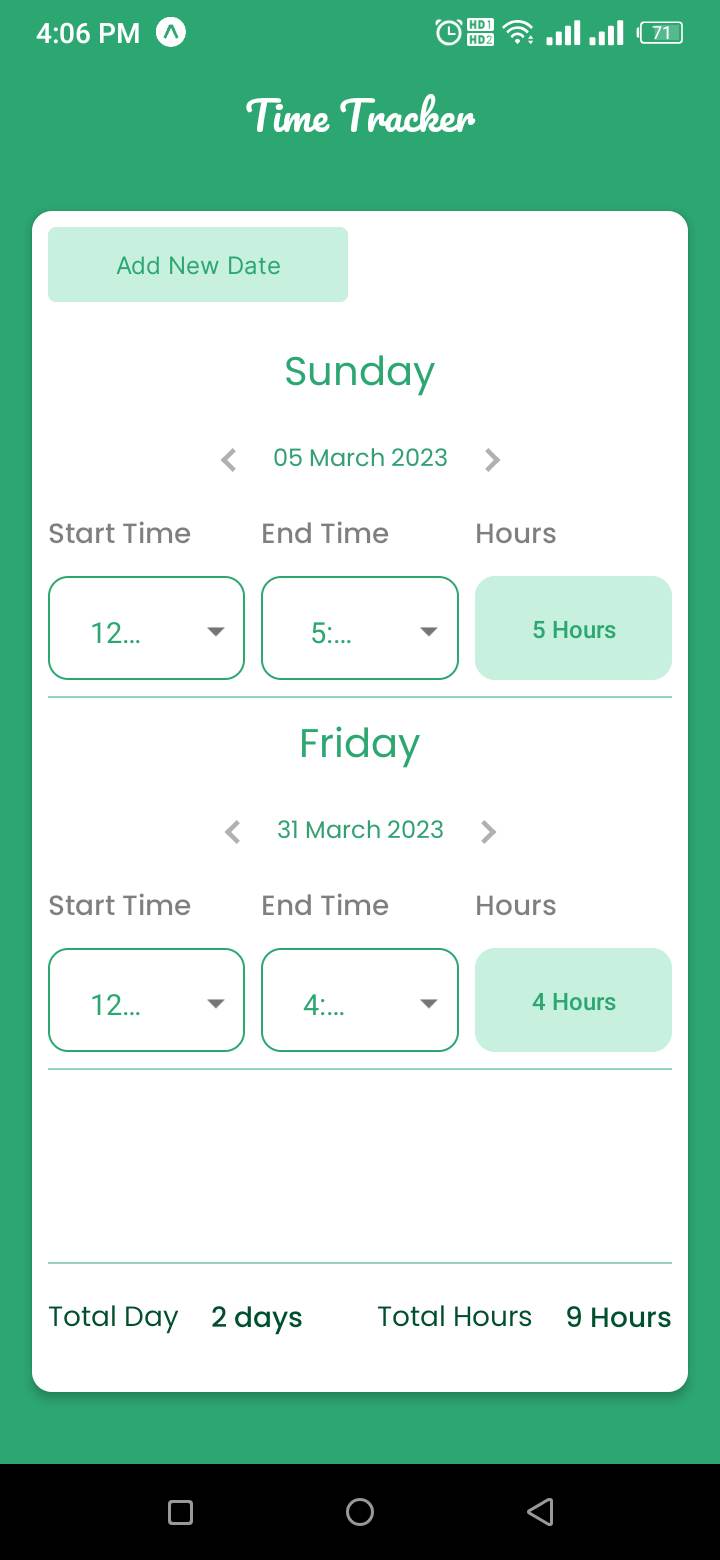 4:06 PM HD1 HD2 71
Time Tracker
Add New Date
Sunday
05 March 2023
Start Time End Time Hours
12... 5:... 5 Hours
Friday
31 March 2023
Start Time End Time Hours
12... 4:... 4 Hours
Total Day 2 days Total Hours 9 Hours